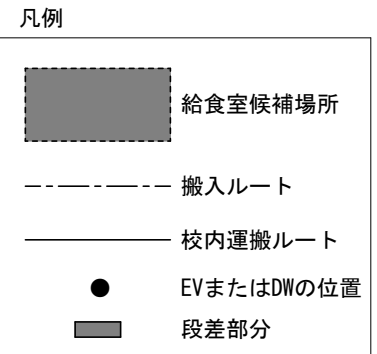 凡例
給食室候補場所
搬入ルート
校内運搬ルート
EVまたはDWの位置
段差部分